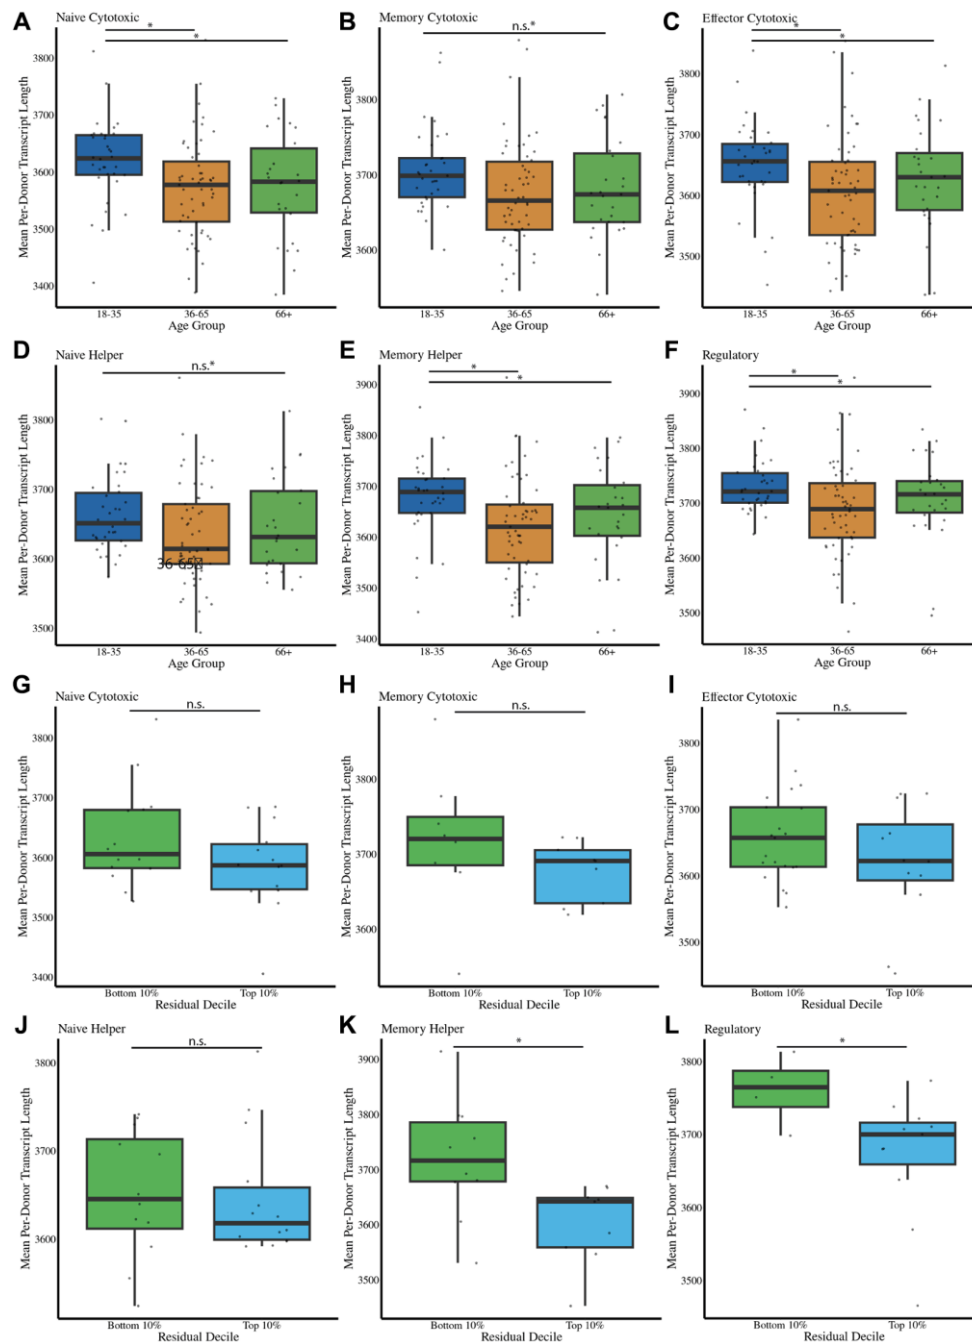 A
Naive Cytotoxic
*
*
Mean Per-Donor Transcript Length
3800
3700
3600
3500
3400
18-35
36-65
66+
Age Group
B
Memory Cytotoxic
n.s.*
Mean Per-Donor Transcript Length
3800
3700
3600
18-35
36-65
66+
Age Group
C
Effector Cytotoxic
*
*
Mean Per-Donor Transcript Length
3800
3700
3600
3500
18-35
36-65
66+
Age Group
D
Naive Helper
n.s.*
Mean Per-Donor Transcript Length
3800
3700
3600
3500
18-35
36-65
66+
Age Group
E
Memory Helper
*
*
Mean Per-Donor Transcript Length
3900
3800
3700
3600
3500
3400
18-35
36-65
66+
Age Group
F
Regulatory
*
*
Mean Per-Donor Transcript Length
3900
3800
3700
3600
3500
18-35
36-65
66+
Age Group
G
Naive Cytotoxic
n.s.
Mean Per-Donor Transcript Length
3800
3700
3600
3500
3400
Bottom 10%
Top 10%
Residual Decile
H
Memory Cytotoxic
n.s.
Mean Per-Donor Transcript Length
3800
3700
3600
Bottom 10%
Top 10%
Residual Decile
I
Effector Cytotoxic
n.s.
Mean Per-Donor Transcript Length
3800
3700
3600
3500
Bottom 10%
Top 10%
Residual Decile
J
Naive Helper
n.s.
Mean Per-Donor Transcript Length
3800
3700
3600
Bottom 10%
Top 10%
Residual Decile
K
Memory Helper
*
Mean Per-Donor Transcript Length
3900
3800
3700
3600
3500
Bottom 10%
Top 10%
Residual Decile
L
Regulatory
*
Mean Per-Donor Transcript Length
3800
3700
3600
3500
Bottom 10%
Top 10%
Residual Decile